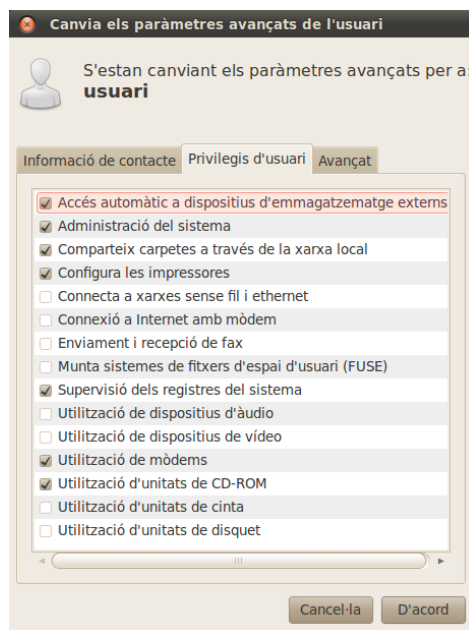 Canvia els paràmetres avançats de l'usuari
S'estan canviant els paràmetres avançats per a:
usuari
Informació de contacte Privilegis d'usuari Avançat
Accés automàtic a dispositius d'emmagatzematge externs
Administració del sistema
Comparteix carpetes a través de la xarxa local
Configura les impressores
Connecta a xarxes sense fil i ethernet
Connexió a Internet amb mòdem
Enviament i recepció de fax
Munta sistemes de fitxers d'espai d'usuari (FUSE)
Supervisió dels registres del sistema
Utilització de dispositius d'àudio
Utilització de dispositius de vídeo
Utilització de mòdems
Utilització d'unitats de CD-ROM
Utilització d'unitats de cinta
Utilització d'unitats de disquet
Cancel·la D'acord